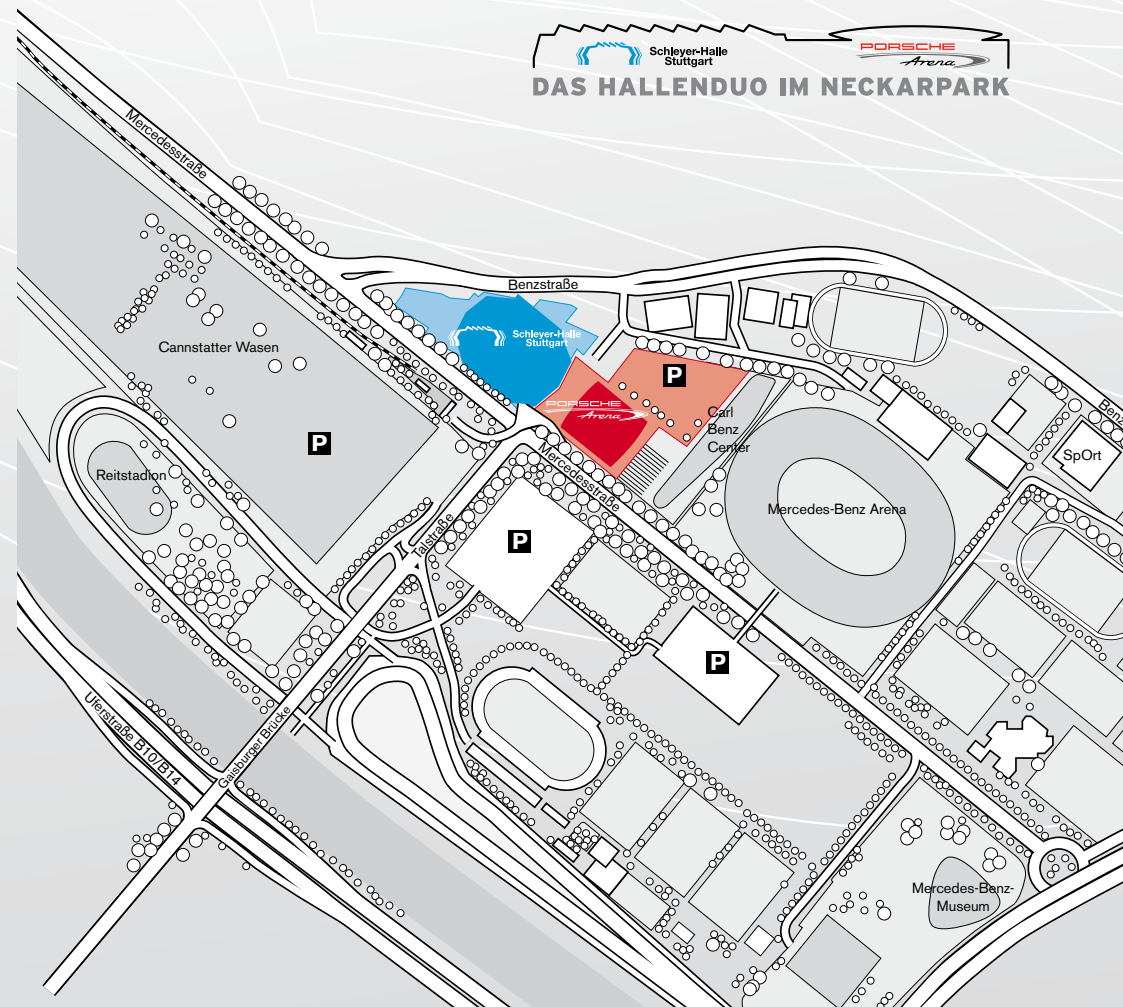 Schleyer-Halle
Stuttgart
PORSCHE
Arena
DAS HALLENDUO IM NECKARPARK
Mercedesstraße
Benzstraße
Schleyer-Halle
Stuttgart
Cannstatter Wasen
P
PORSCHE
Arena
Carl
Benz
Center
Benz
SpOrt
P
Reitstadion
Mercedesstraße
Mercedes-Benz Arena
Talstraße
P
P
Uferstraße B10/B14
Gaisburger Brücke
Mercedes-Benz-
Museum